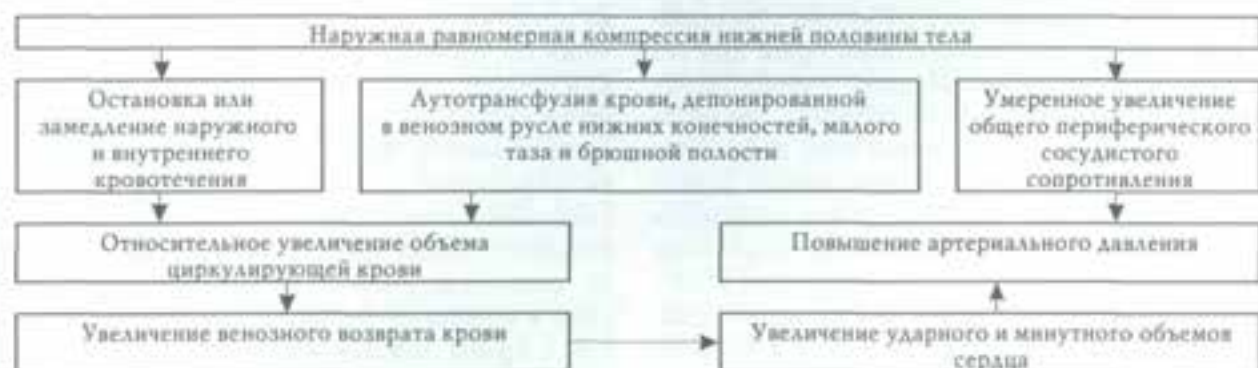 Наружная равномерная компрессия нижней половины тела
Остановка или
замедление наружного
и внутреннего
кровотечения
Аутотрансфузия крови, депонированной
в венозном русле нижних конечностей, малого
таза и брюшной полости
Умеренное увеличение
общего периферического
сосудистого
сопротивления
Относительное увеличение объема
циркулирующей крови
Повышение артериального давления
Увеличение венозного возврата крови
Увеличение ударного и минутного объемов
сердца